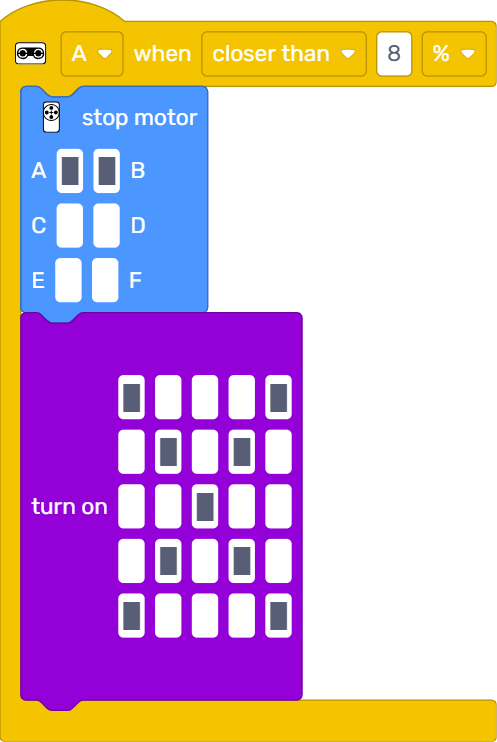 A when closer than 8 %
stop motor
A B
C D
E F
turn on